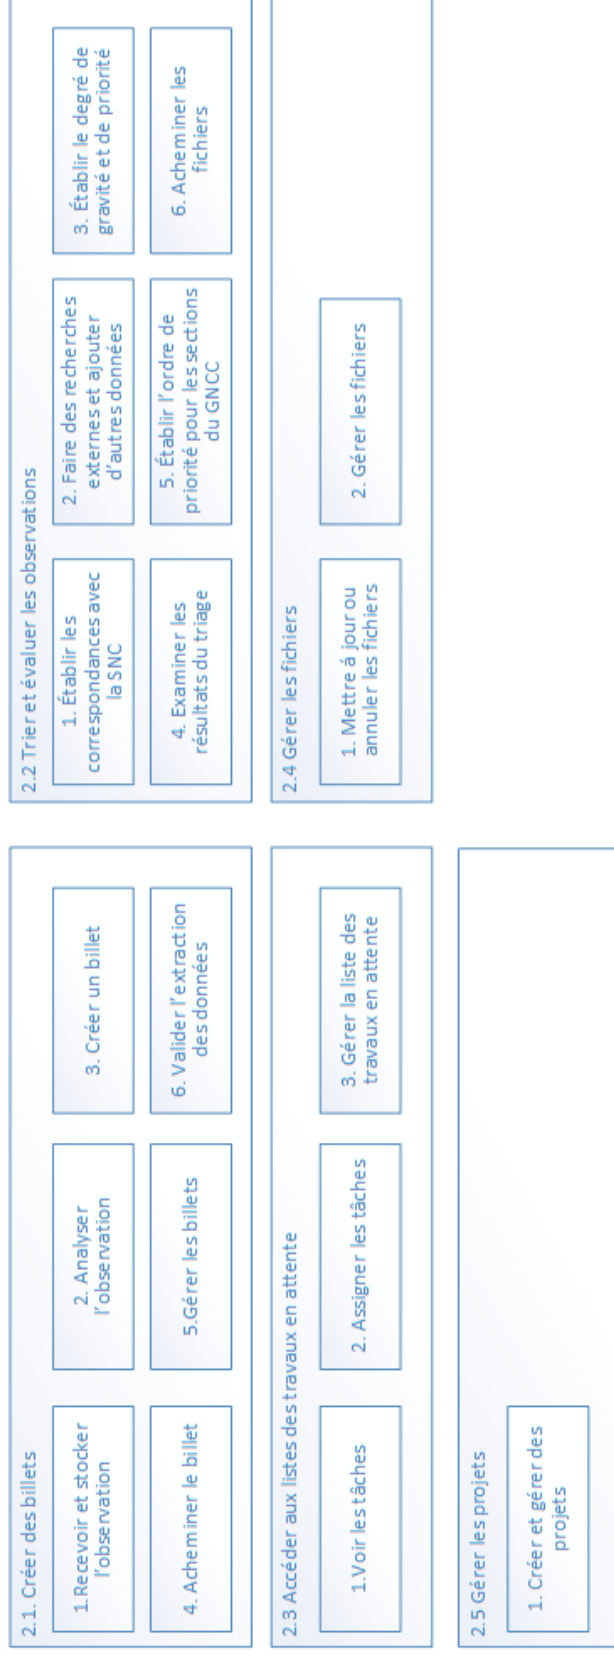 2.1. Créer des billets
1.Recevoir et stocker
l'observation
2. Analyser
l'observation
3. Créer un billet
4. Acheminer le billet
5.Gérer les billets
6. Valider l'extraction
des données
2.2 Trier et évaluer les observations
1. Établir les
correspondances avec
la SNC
2. Faire des recherches
externes et ajouter
d'autres données
3. Établir le degré de
gravité et de priorité
4. Examiner les
résultats du triage
5. Établir l'ordre de
priorité pour les sections
du GNCC
6. Acheminer les
fichiers
2.3 Accéder aux listes des travaux en attente
1.Voir les tâches
2. Assigner les tâches
3. Gérer la liste des
travaux en attente
2.4 Gérer les fichiers
1. Mettre á jour ou
annuler les fichiers
2. Gérer les fichiers
2.5 Gérer les projets
1. Créer et gérer des
projets